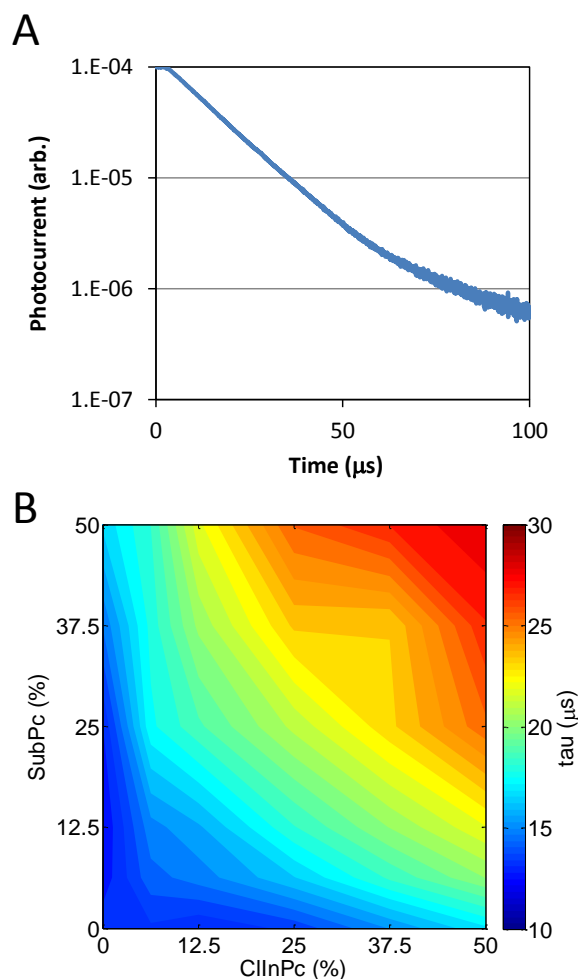 A
1.E-04
1.E-05
1.E-06
1.E-07
Photocurrent (arb.)
0 50 100
Time (µs)
B
50
37.5
25
12.5
0
SubPc (%)
0 12.5 25 37.5 50
ClInPc (%)
30
25
20
15
10
tau (µs)